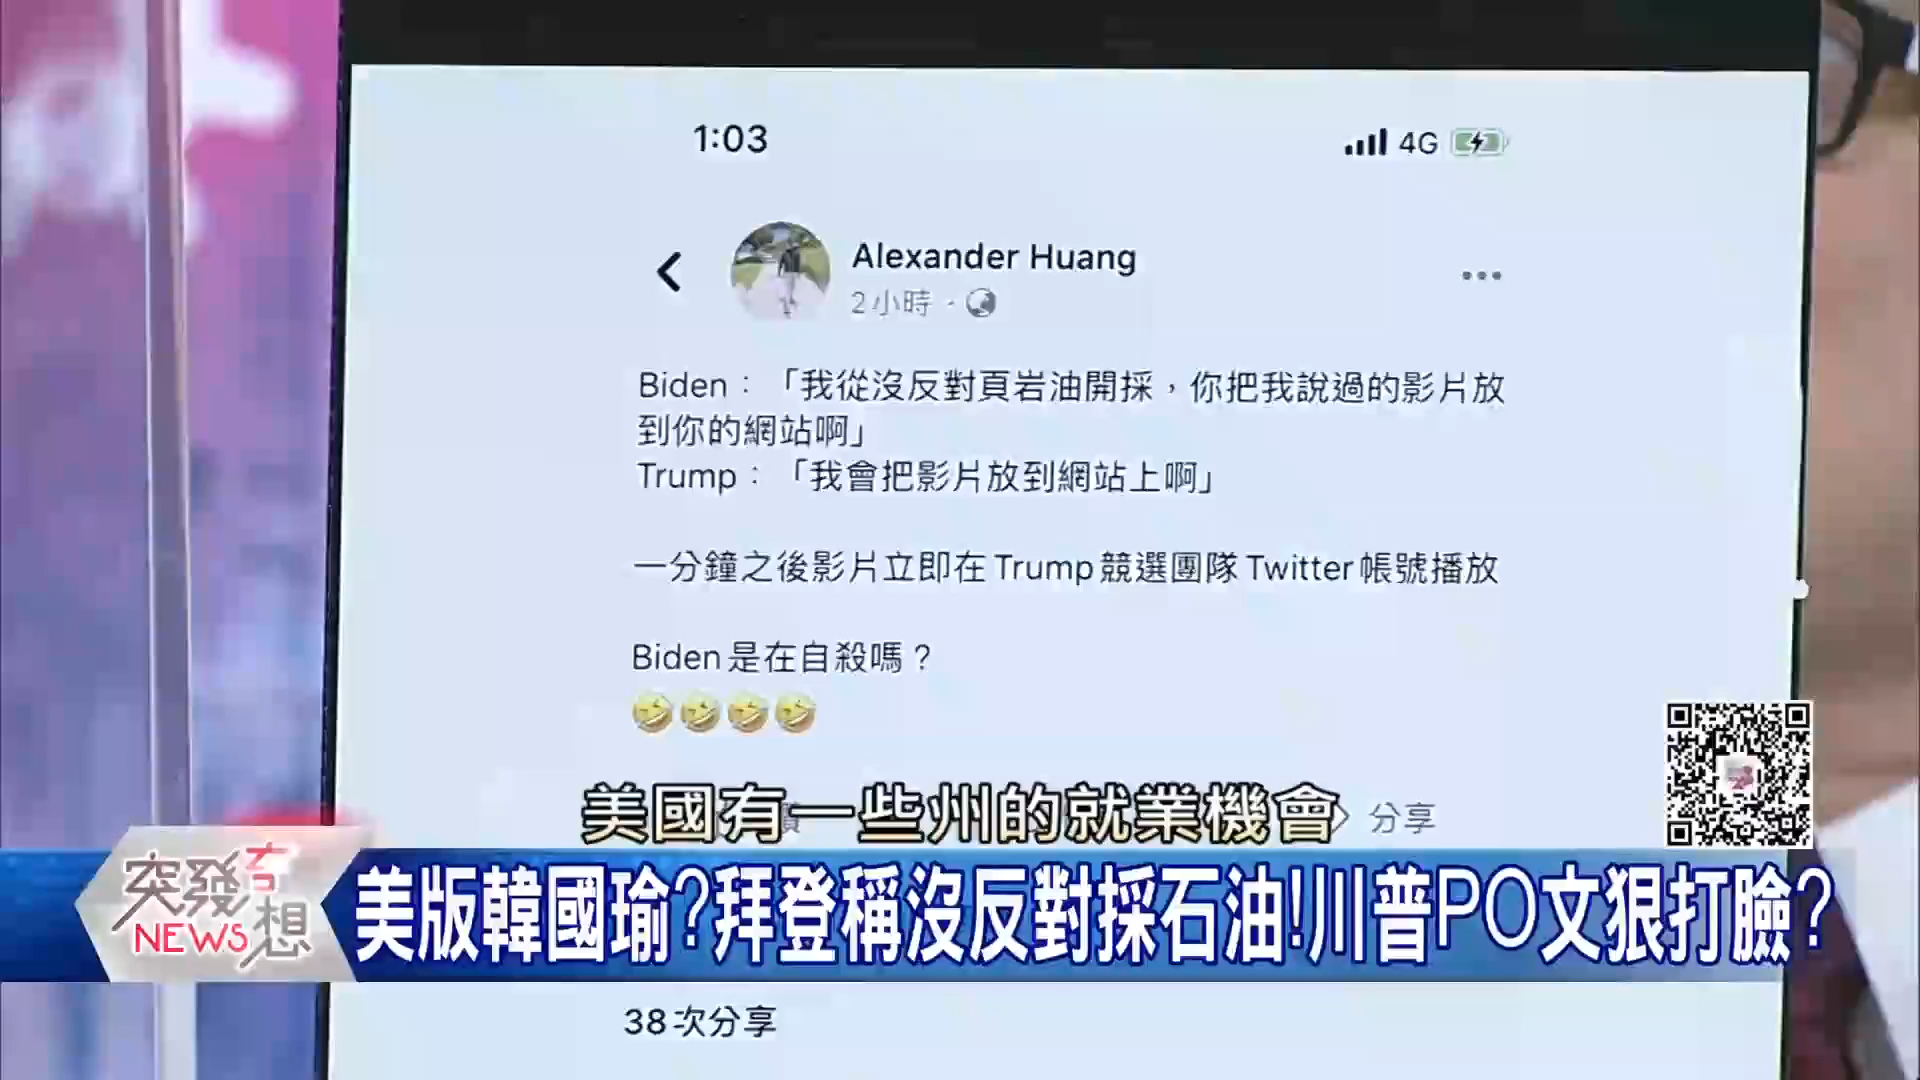 1:03
4G
Alexander Huang
2小時
Biden：「我從沒反對頁岩油開採，你把我說過的影片放
到你的網站啊」
Trump：「我會把影片放到網站上啊」
一分鐘之後影片立即在Trump競選團隊Twitter帳號播放
Biden是在自殺嗎？
🤣🤣🤣🤣
分享
美國有一些州的就業機會
突發奇想
NEWS
美版韓國瑜?拜登稱沒反對採石油!川普PO文狠打臉?
38次分享